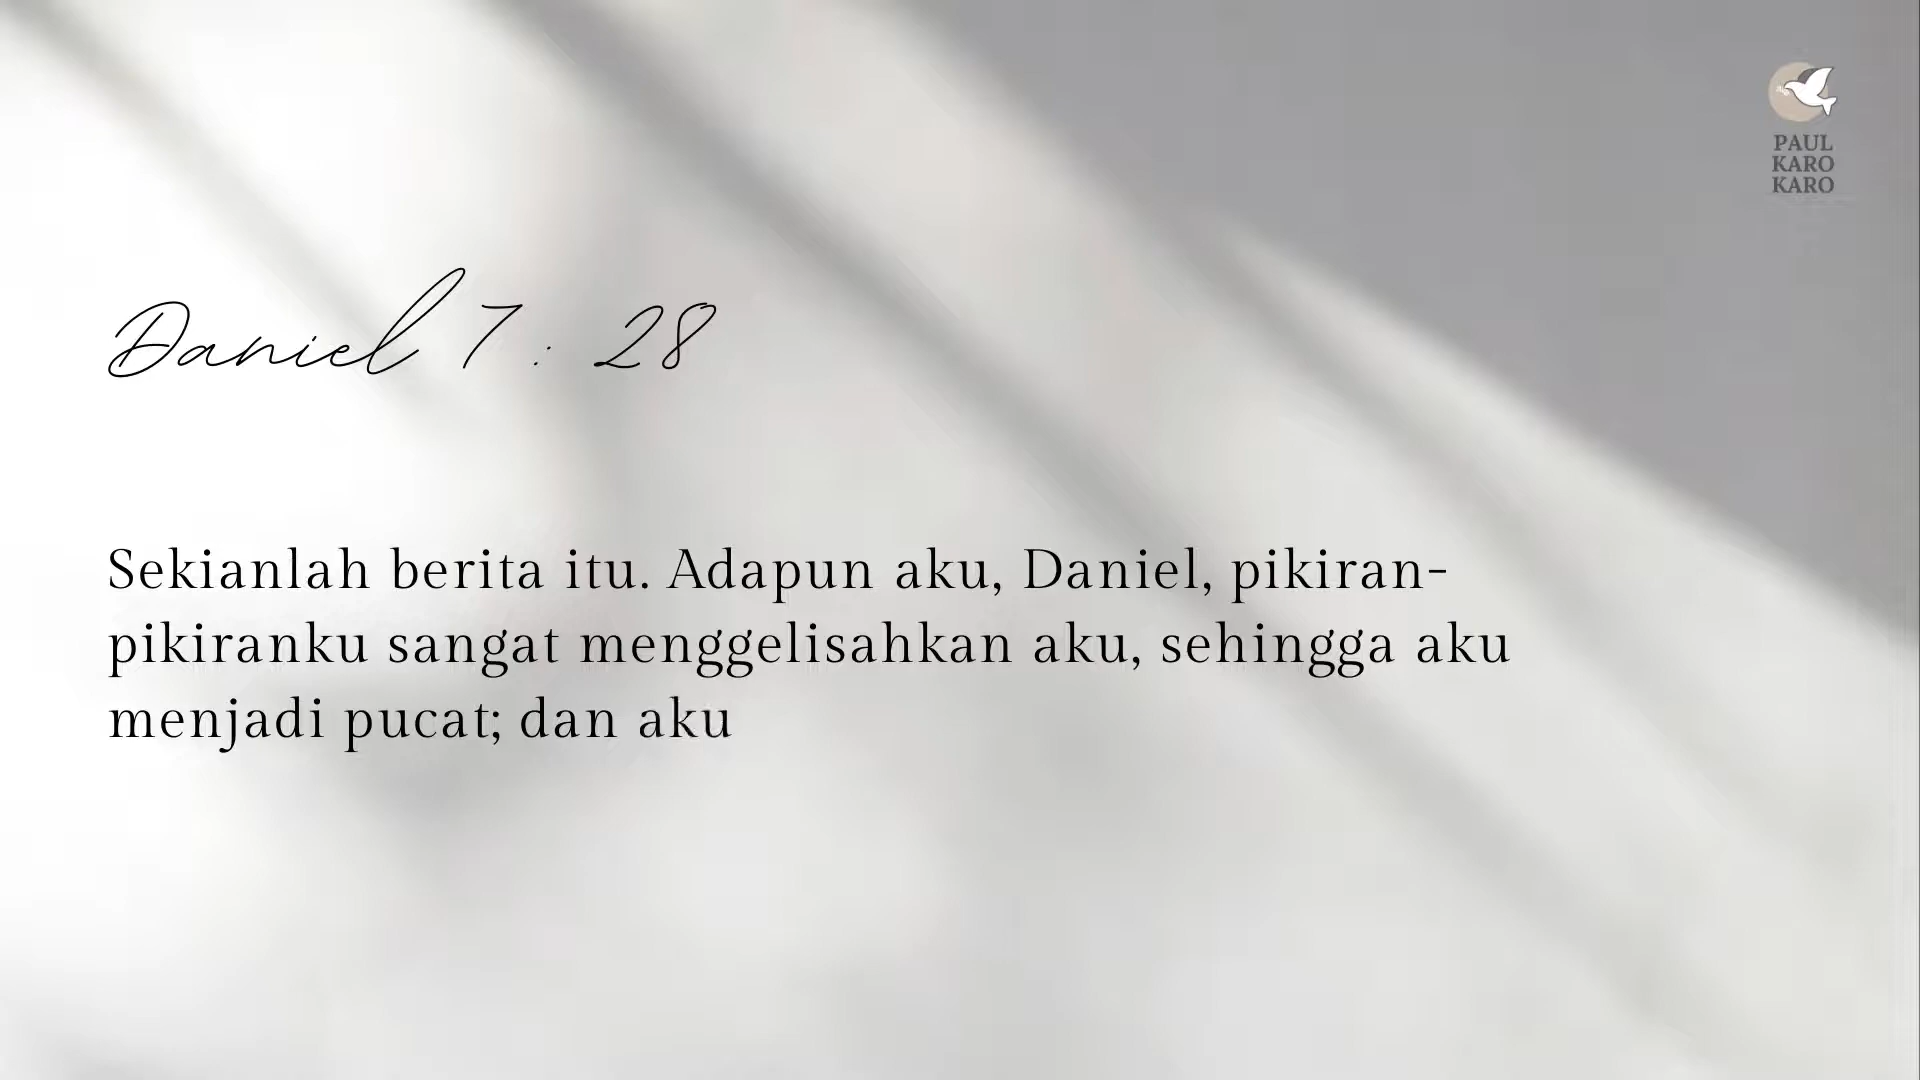 PAUL
KARO
KARO
Daniel 7 : 28
Sekianlah berita itu. Adapun aku, Daniel, pikiran-
pikiranku sangat menggelisahkan aku, sehingga aku
menjadi pucat; dan aku